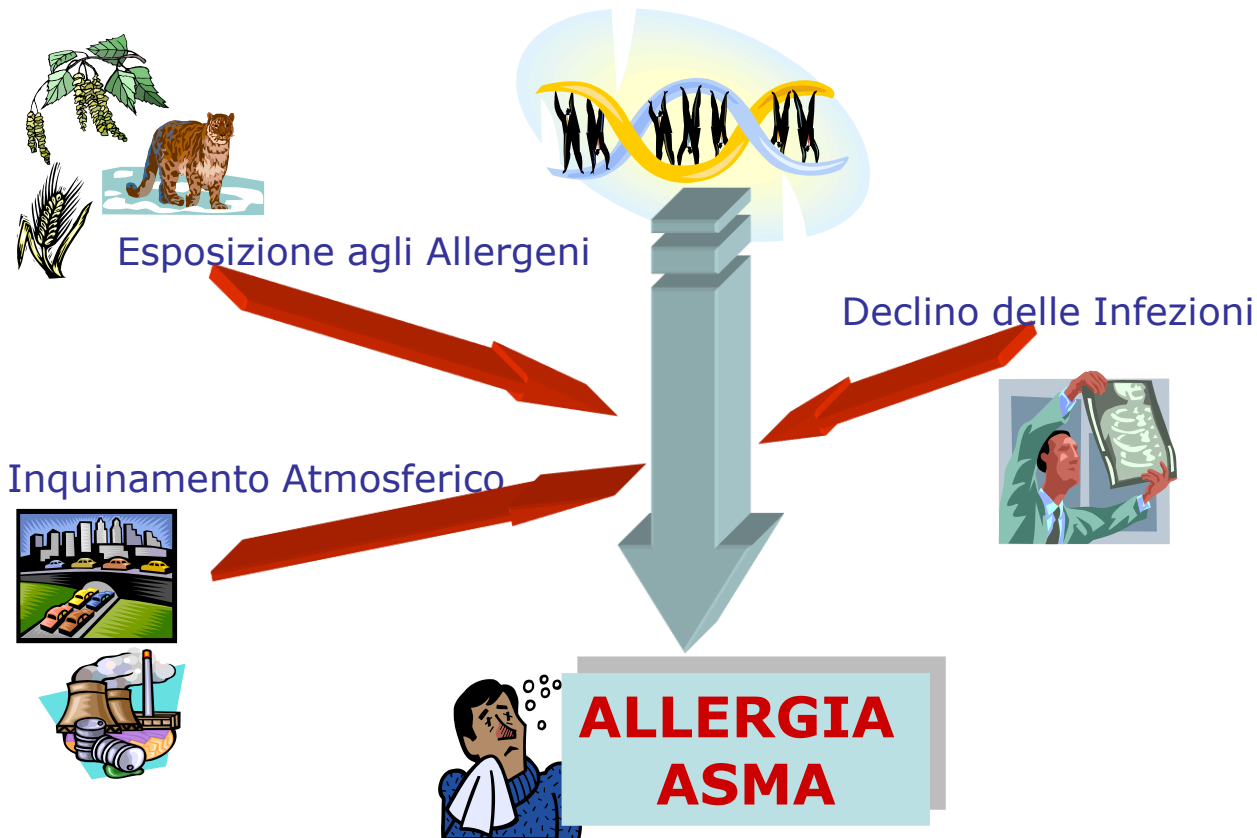 Esposizione agli Allergeni
Declino delle Infezioni
Inquinamento Atmosferico
ALLERGIA
ASMA